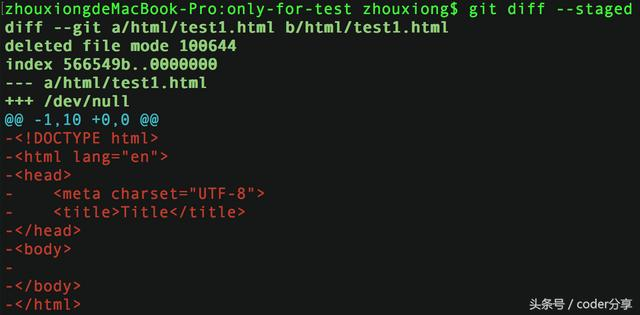 zhouxiongdeMacBook-Pro:only-for-test zhouxiong$ git diff --staged
diff --git a/html/test1.html b/html/test1.html
deleted file mode 100644
index 566549b..0000000
--- a/html/test1.html
+++ /dev/null
@@ -1,10 +0,0 @@
-<!DOCTYPE html>
-<html lang="en">
-<head>
-    <meta charset="UTF-8">
-    <title>Title</title>
-</head>
-<body>
-
-</body>
-</html>
头条号 / coder分享